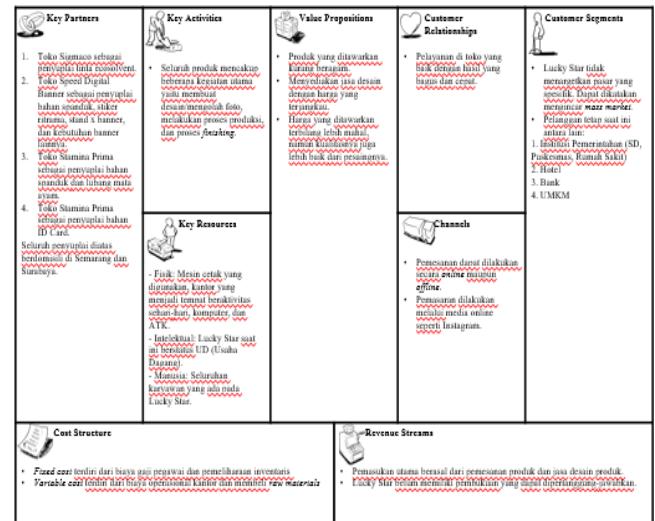 Key Partners
1. Toko Sigmaco sebagai
penyuplai tinta ecosolvent.
2. Toko Speed Digital
Banner sebagai penyuplai
bahan spanduk, stiker
ritrama, stand x banner,
dan kebutuhan banner
lainnya.
3. Toko Stamina Prima
sebagai penyuplai bahan
spanduk dan lubang mata
ayam.
4. Toko Stamina Prima
sebagai penyuplai bahan
ID Card.
Seluruh penyuplai diatas
berdomisili di Semarang dan
Surabaya.
Key Activities
• Seluruh produk mencakup
beberapa kegiatan utama
yaitu membuat
desain/mengolah foto,
melakukan proses produksi,
dan proses finishing.
Key Resources
- Fisik: Mesin cetak yang
digunakan, kantor yang
menjadi tempat beraktivitas
sehari-hari, komputer, dan
ATK.
- Intelektual: Lucky Star saat
ini berstatus UD (Usaha
Dagang).
- Manusia: Seluruhan
karyawan yang ada pada
Lucky Star.
Value Propositions
• Produk yang ditawarkan
kurang beragam.
• Menyediakan jasa desain
dengan harga yang
terjangkau.
• Harga yang ditawarkan
terbilang lebih mahal,
namun kualitasnya juga
lebih baik dari pesaingnya.
Customer
Relationships
• Pelayanan di toko yang
baik dengan hasil yang
bagus dan cepat.
Channels
• Pemesanan dapat dilakukan
secara online maupun
offline.
• Pemasaran dilakukan
melalui media online
seperti Instagram.
Customer Segments
• Lucky Star tidak
menargetkan pasar yang
spesifik. Dapat dikatakan
mengincar mass market.
• Pelanggan tetap saat ini
antara lain:
1. Institusi Pemerintahan (SD,
Puskesmas, Rumah Sakit)
2. Hotel
3. Bank
4. UMKM
Cost Structure
• Fixed cost terdiri dari biaya gaji pegawai dan pemeliharaan inventaris
• Variable cost terdiri dari biaya operasional kantor dan membeli raw materials
Revenue Streams
• Pemasukan utama berasal dari pemesanan produk dan jasa desain produk.
• Lucky Star belum memiliki pembukuan yang dapat dipertanggung-jawabkan.